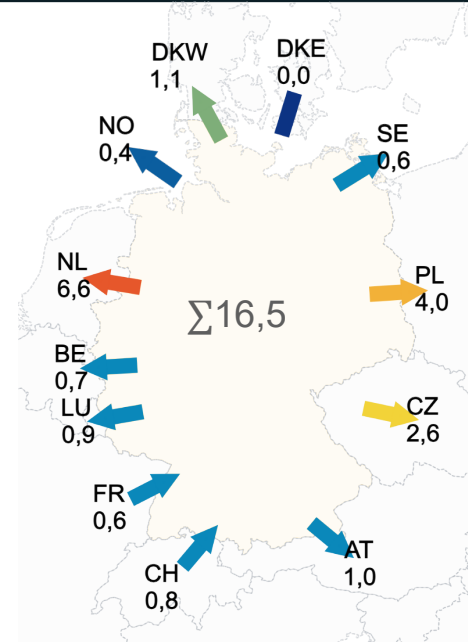 DKW
1,1
DKE
0,0
NO
0,4
SE
0,6
NL
6,6
PL
4,0
∑16,5
BE
0,7
LU
0,9
CZ
2,6
FR
0,6
AT
1,0
CH
0,8